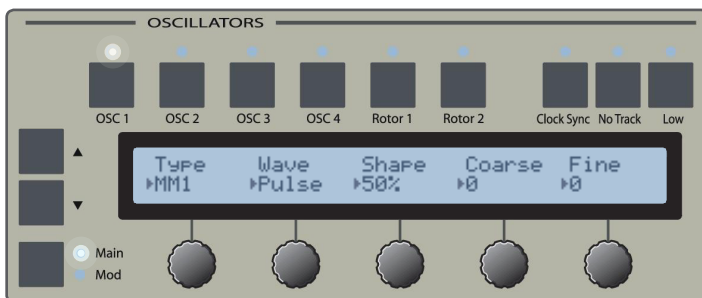 OSCILLATORS
OSC 1 OSC 2 OSC 3 OSC 4 Rotor 1 Rotor 2 Clock Sync No Track Low
Type Wave Shape Coarse Fine
MM1 Pulse 50% 0 0
Main
Mod